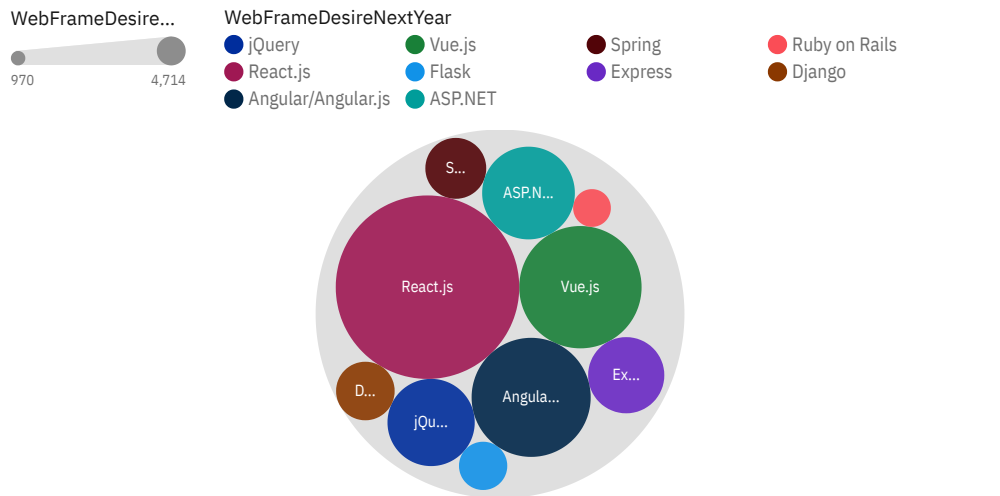 WebFrameDesire...
970
4,714
WebFrameDesireNextYear
jQuery
Vue.js
Spring
Ruby on Rails
React.js
Flask
Express
Django
Angular/Angular.js
ASP.NET
S...
ASP.N...
React.js
Vue.js
Ex...
D...
Angula...
jQu...